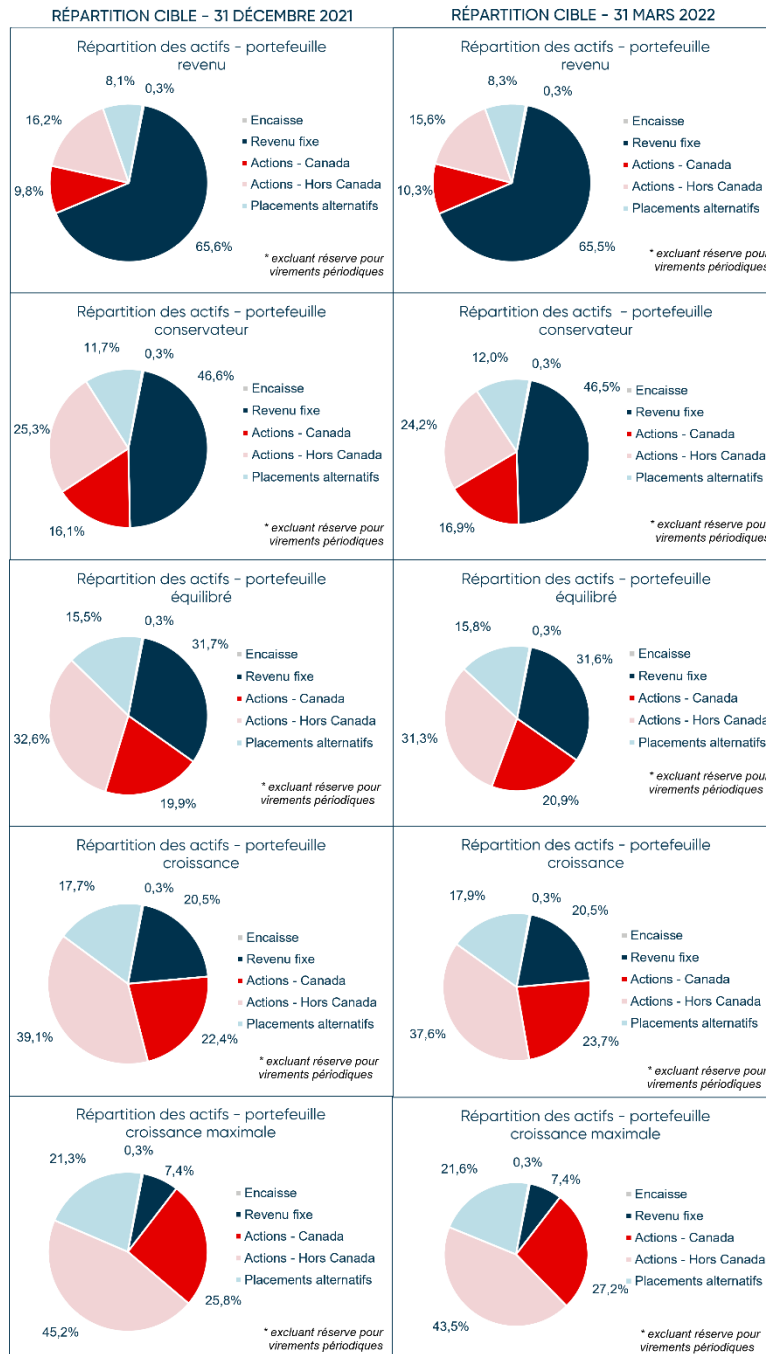 RÉPARTITION CIBLE - 31 DÉCEMBRE 2021
RÉPARTITION CIBLE - 31 MARS 2022
Répartition des actifs - portefeuille
revenu
8,1%
0,3%
16,2%
9,8%
65,6%
Encaisse
Revenu fixe
Actions - Canada
Actions - Hors Canada
Placements alternatifs
* excluant réserve pour
virements périodiques
Répartition des actifs - portefeuille
revenu
8,3%
0,3%
15,6%
10,3%
65,5%
Encaisse
Revenu fixe
Actions - Canada
Actions - Hors Canada
Placements alternatifs
* excluant réserve pour
virements périodiques
Répartition des actifs - portefeuille
conservateur
11,7%
0,3%
46,6%
25,3%
16,1%
Encaisse
Revenu fixe
Actions - Canada
Actions - Hors Canada
Placements alternatifs
* excluant réserve pour
virements périodiques
Répartition des actifs - portefeuille
conservateur
12,0%
0,3%
46,5%
24,2%
16,9%
Encaisse
Revenu fixe
Actions - Canada
Actions - Hors Canada
Placements alternatifs
* excluant réserve pour
virements périodiques
Répartition des actifs - portefeuille
équilibré
15,5%
0,3%
31,7%
32,6%
19,9%
Encaisse
Revenu fixe
Actions - Canada
Actions - Hors Canada
Placements alternatifs
* excluant réserve pour
virements périodiques
Répartition des actifs - portefeuille
équilibré
15,8%
0,3%
31,6%
31,3%
20,9%
Encaisse
Revenu fixe
Actions - Canada
Actions - Hors Canada
Placements alternatifs
* excluant réserve pour
virements périodiques
Répartition des actifs - portefeuille
croissance
17,7%
0,3%
20,5%
39,1%
22,4%
Encaisse
Revenu fixe
Actions - Canada
Actions - Hors Canada
Placements alternatifs
* excluant réserve pour
virements périodiques
Répartition des actifs - portefeuille
croissance
17,9%
0,3%
20,5%
37,6%
23,7%
Encaisse
Revenu fixe
Actions - Canada
Actions - Hors Canada
Placements alternatifs
* excluant réserve pour
virements périodiques
Répartition des actifs - portefeuille
croissance maximale
21,3%
0,3%
7,4%
45,2%
25,8%
Encaisse
Revenu fixe
Actions - Canada
Actions - Hors Canada
Placements alternatifs
* excluant réserve pour
virements périodiques
Répartition des actifs - portefeuille
croissance maximale
21,6%
0,3%
7,4%
43,5%
27,2%
Encaisse
Revenu fixe
Actions - Canada
Actions - Hors Canada
Placements alternatifs
* excluant réserve pour
virements périodiques